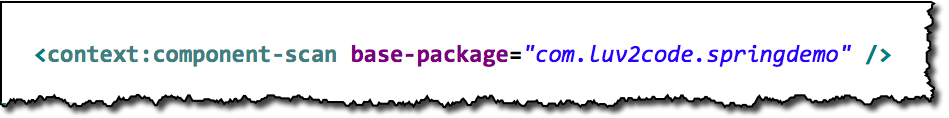 <context:component-scan base-package="com.luv2code.springdemo" />